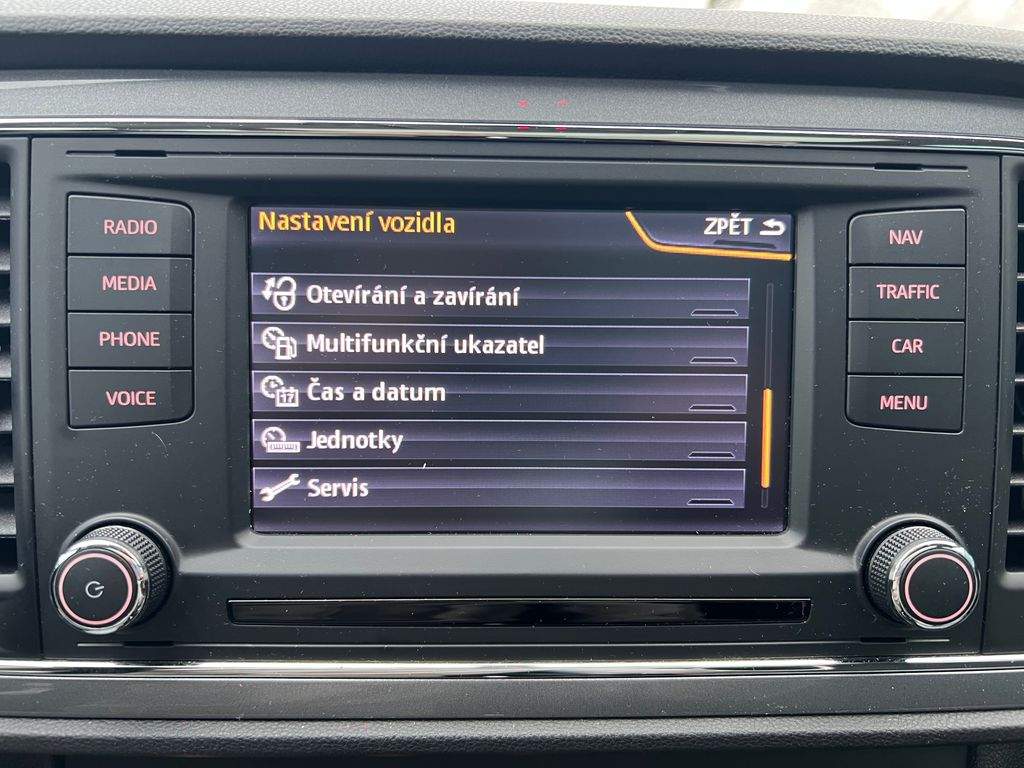 Nastavení vozidla
ZPĚT
Otevírání a zavírání
Multifunkční ukazatel
Čas a datum
17
Jednotky
Servis
RADIO
MEDIA
PHONE
VOICE
NAV
TRAFFIC
CAR
MENU